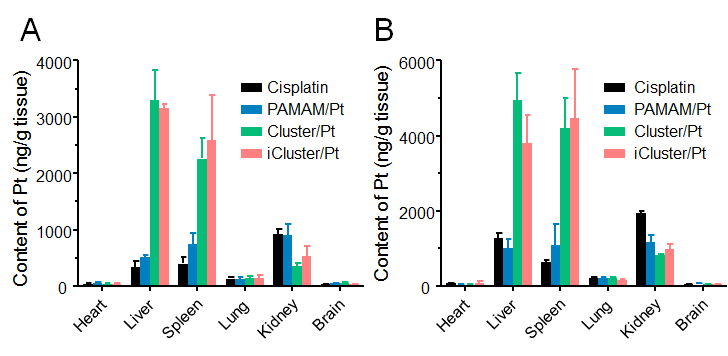 A
Content of Pt (ng/g tissue)
4000
3000
2000
1000
0
Cisplatin
PAMAM/Pt
Cluster/Pt
iCluster/Pt
Heart
Liver
Spleen
Lung
Kidney
Brain
B
Content of Pt (ng/g tissue)
6000
4000
2000
0
Cisplatin
PAMAM/Pt
Cluster/Pt
iCluster/Pt
Heart
Liver
Spleen
Lung
Kidney
Brain